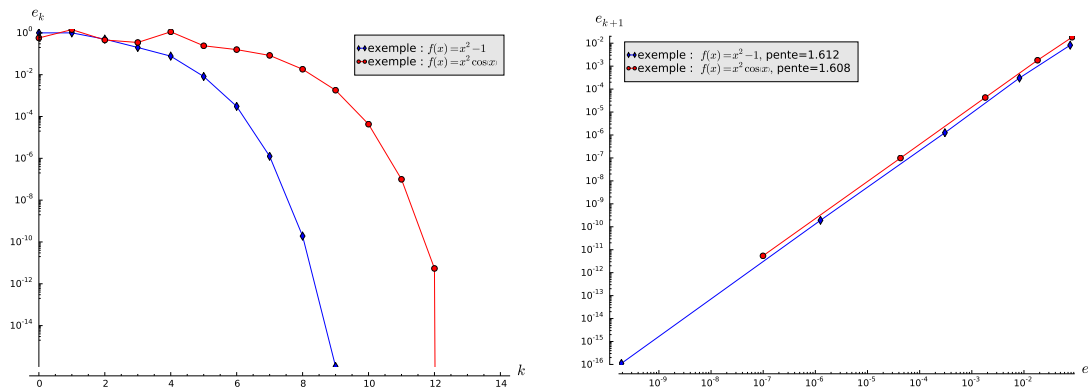 e_k
10^0
10^-2
10^-4
10^-6
10^-8
10^-10
10^-12
10^-14
0 2 4 6 8 10 12 14
k
exemple : f(x)=x^2−1
exemple : f(x)=x^2 cos(x)
e_{k+1}
10^-2
10^-3
10^-4
10^-5
10^-6
10^-7
10^-8
10^-9
10^-10
10^-11
10^-12
10^-13
10^-14
10^-15
10^-16
10^-9 10^-8 10^-7 10^-6 10^-5 10^-4 10^-3 10^-2
e
exemple : f(x)=x^2−1, pente=1.612
exemple : f(x)=x^2 cos(x), pente=1.608